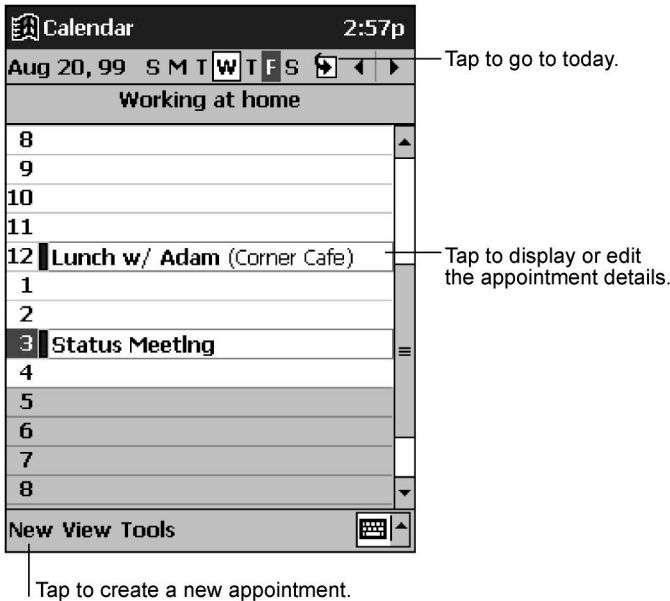 Calendar 2:57p
Aug 20, 99 S M T W T F S
Tap to go to today.
Working at home
8
9
10
11
12 Lunch w/ Adam (Corner Cafe)
Tap to display or edit
the appointment details.
1
2
3 Status Meeting
4
5
6
7
8
New View Tools
Tap to create a new appointment.